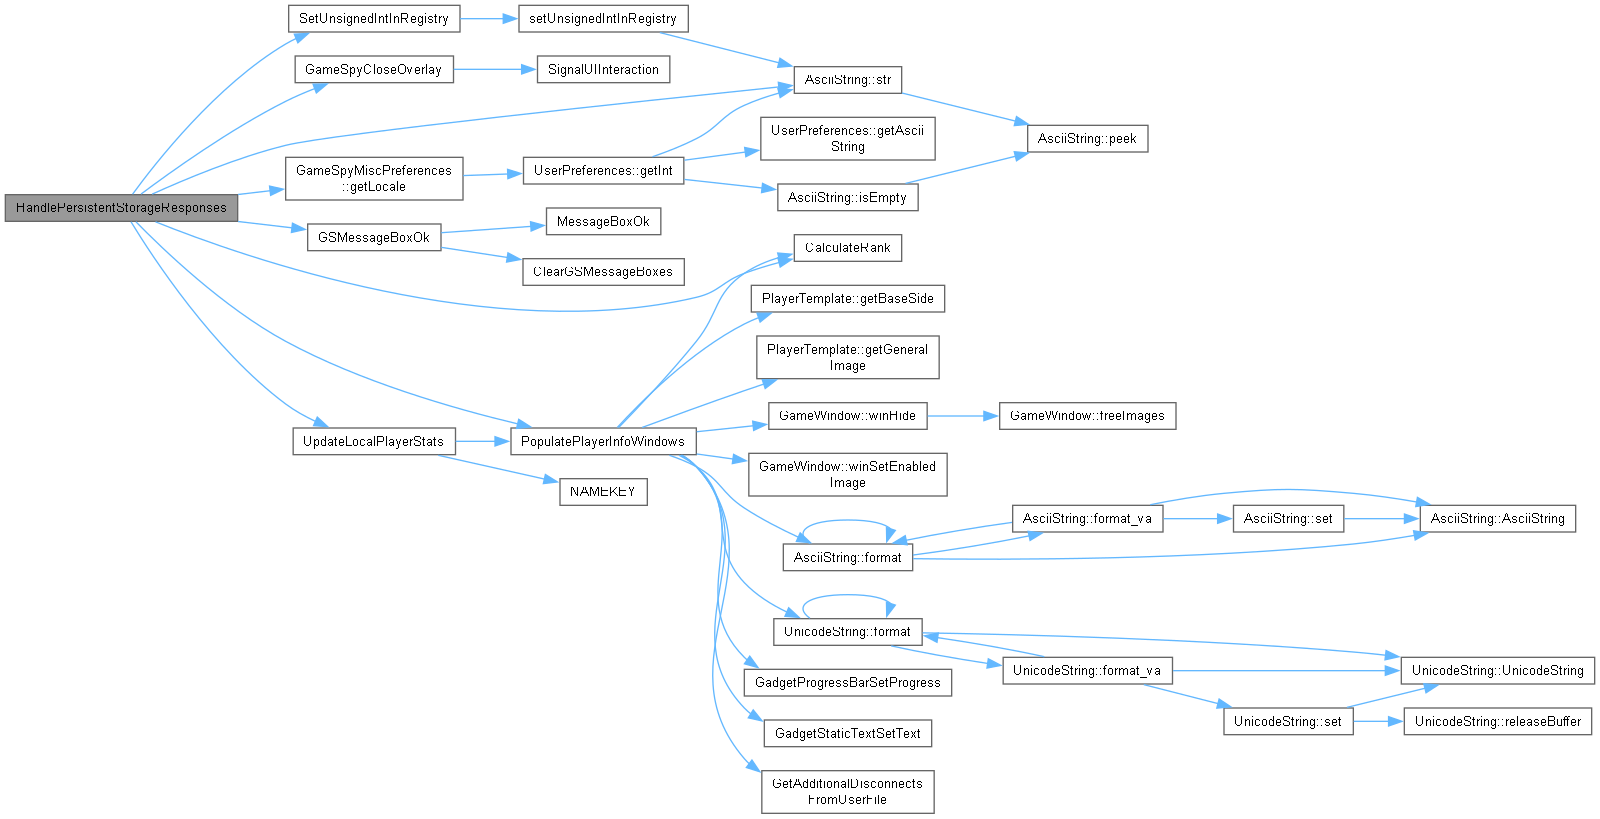 HandlePersistentStorageResponses
SetUnsignedIntInRegistry
setUnsignedIntInRegistry
GameSpyCloseOverlay
SignalUIInteraction
AsciiString::str
AsciiString::peek
GameSpyMiscPreferences
::getLocale
UserPreferences::getInt
UserPreferences::getAscii
String
AsciiString::isEmpty
GSMessageBoxOk
MessageBoxOk
ClearGSMessageBoxes
CalculateRank
PlayerTemplate::getBaseSide
PlayerTemplate::getGeneral
Image
GameWindow::winHide
GameWindow::freeImages
UpdateLocalPlayerStats
PopulatePlayerInfoWindows
NAMEKEY
GameWindow::winSetEnabled
Image
AsciiString::format
AsciiString::format_va
AsciiString::set
AsciiString::AsciiString
UnicodeString::format
UnicodeString::format_va
UnicodeString::UnicodeString
UnicodeString::set
UnicodeString::releaseBuffer
GadgetProgressBarSetProgress
GadgetStaticTextSetText
GetAdditionalDisconnects
FromUserFile